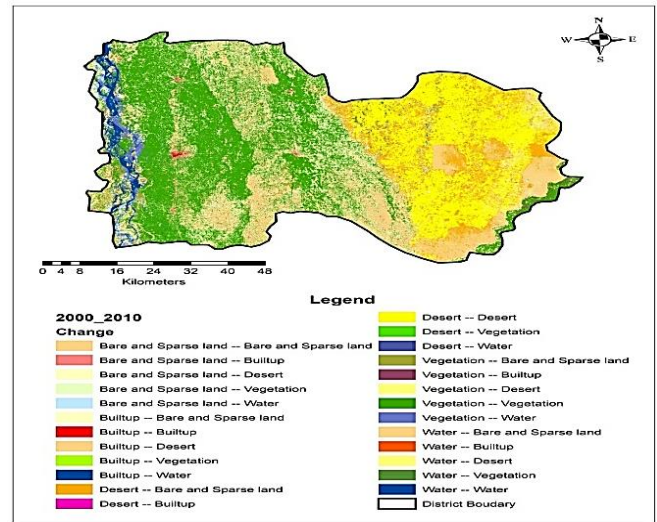 N
W E
S
0 4 8 16 24 32 40 48
Kilometers
Legend
2000_2010
Change
Bare and Sparse land -- Bare and Sparse land
Bare and Sparse land -- Builtup
Bare and Sparse land -- Desert
Bare and Sparse land -- Vegetation
Bare and Sparse land -- Water
Builtup -- Bare and Sparse land
Builtup -- Builtup
Builtup -- Desert
Builtup -- Vegetation
Builtup -- Water
Desert -- Bare and Sparse land
Desert -- Builtup
Desert -- Desert
Desert -- Vegetation
Desert -- Water
Vegetation -- Bare and Sparse land
Vegetation -- Builtup
Vegetation -- Desert
Vegetation -- Vegetation
Vegetation -- Water
Water -- Bare and Sparse land
Water -- Builtup
Water -- Desert
Water -- Vegetation
Water -- Water
District Boudary